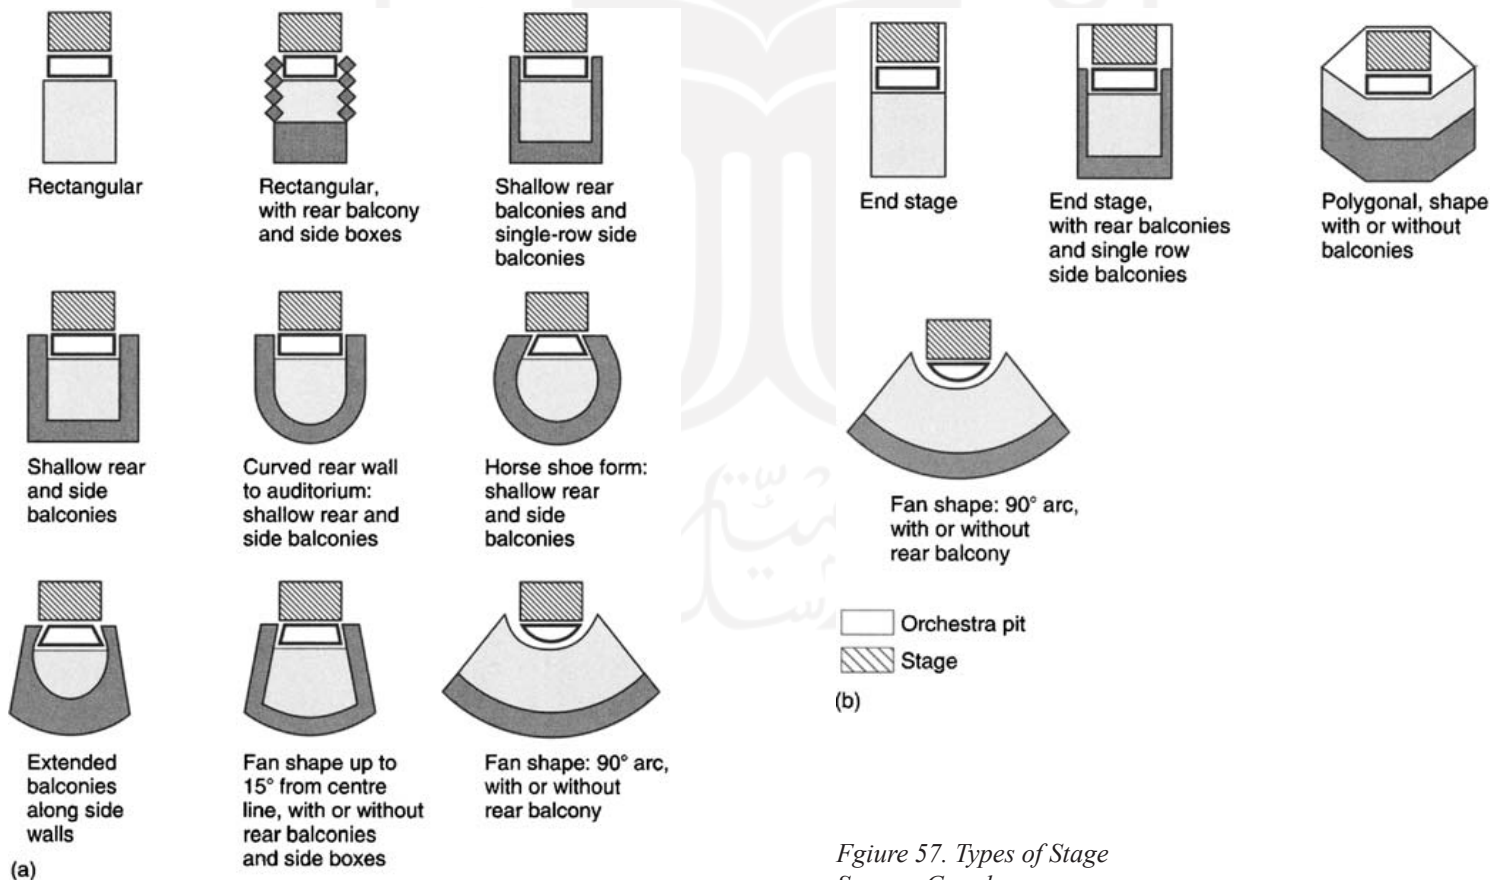 Rectangular
Rectangular,
with rear balcony
and side boxes
Shallow rear
balconies and
single-row side
balconies
Shallow rear
and side
balconies
Curved rear wall
to auditorium:
shallow rear and
side balconies
Horse shoe form:
shallow rear
and side
balconies
Extended
balconies
along side
walls
Fan shape up to
15° from centre
line, with or without
rear balconies
and side boxes
Fan shape: 90° arc,
with or without
rear balcony
(a)
End stage
End stage,
with rear balconies
and single row
side balconies
Polygonal, shape
with or without
balconies
Fan shape: 90° arc,
with or without
rear balcony
Orchestra pit
Stage
(b)
Fgiure 57. Types of Stage